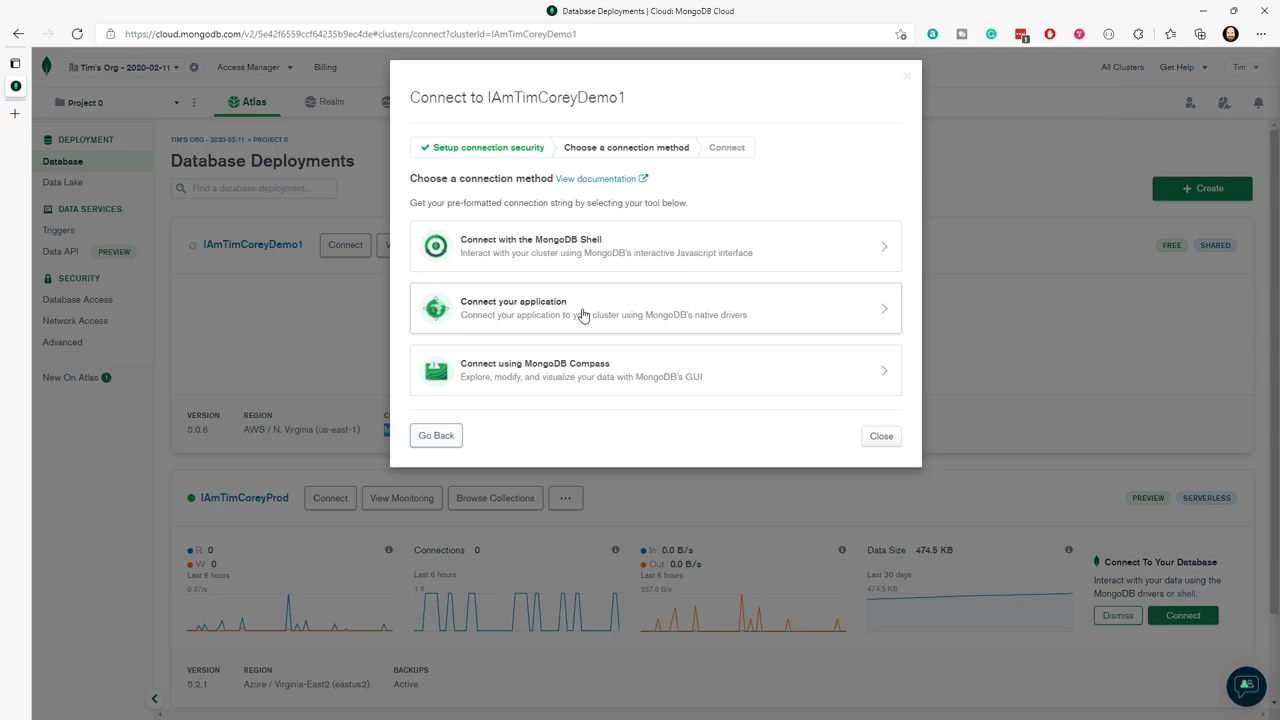 Database Deployments | Cloud: MongoDB Cloud
https://cloud.mongodb.com/v2/5e42f6559ccf64235b9ec4de#clusters/connect?clusterId=IAmTimCoreyDemo1
1
Tim's Org - 2020-02-11
Access Manager
Billing
All Clusters
Get Help
Tim
Project 0
Atlas
Realm
DEPLOYMENT
Database
Data Lake
DATA SERVICES
Triggers
Data API PREVIEW
SECURITY
Database Access
Network Access
Advanced
New On Atlas 1
TIM'S ORG - 2020-02-11 > PROJECT 0
Database Deployments
Find a database deployment...
+ Create
IAmTimCoreyDemo1
Connect
FREE
SHARED
VERSION
5.0.6
REGION
AWS / N. Virginia (us-east-1)
Connect to IAmTimCoreyDemo1
Setup connection security
Choose a connection method
Connect
Choose a connection method View documentation
Get your pre-formatted connection string by selecting your tool below.
Connect with the MongoDB Shell
Interact with your cluster using MongoDB's interactive Javascript interface
Connect your application
Connect your application to your cluster using MongoDB's native drivers
Connect using MongoDB Compass
Explore, modify, and visualize your data with MongoDB's GUI
Go Back
Close
IAmTimCoreyProd
Connect
View Monitoring
Browse Collections
PREVIEW
SERVERLESS
R 0
W 0
Last 6 hours
0.07/s
Connections 0
Last 6 hours
1.0
In 0.0 B/s
Out 0.0 B/s
Last 6 hours
937.0 B/s
Data Size 474.5 KB
Last 30 days
474.5 KB
Connect To Your Database
Interact with your data using the
MongoDB drivers or shell.
Dismiss
Connect
VERSION
5.2.1
REGION
Azure / Virginia-East2 (eastus2)
BACKUPS
Active